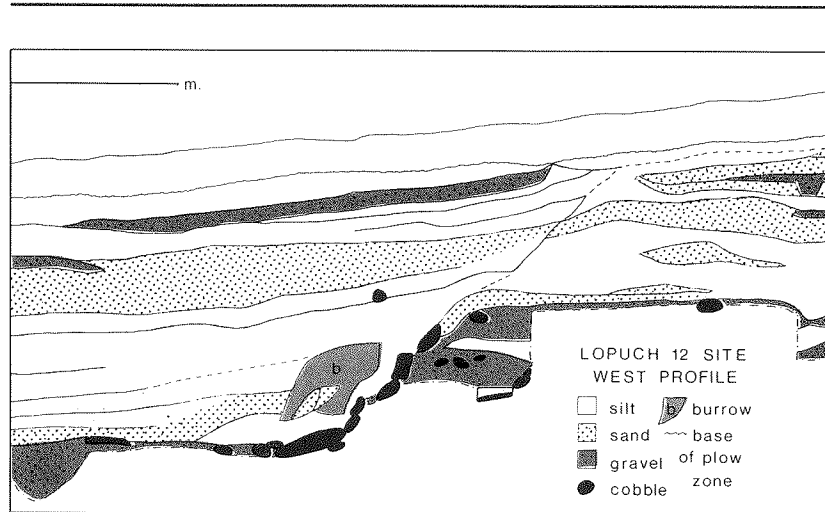 m.
b
LOPUCH 12 SITE
WEST PROFILE
silt b burrow
sand base
gravel of plow
cobble zone